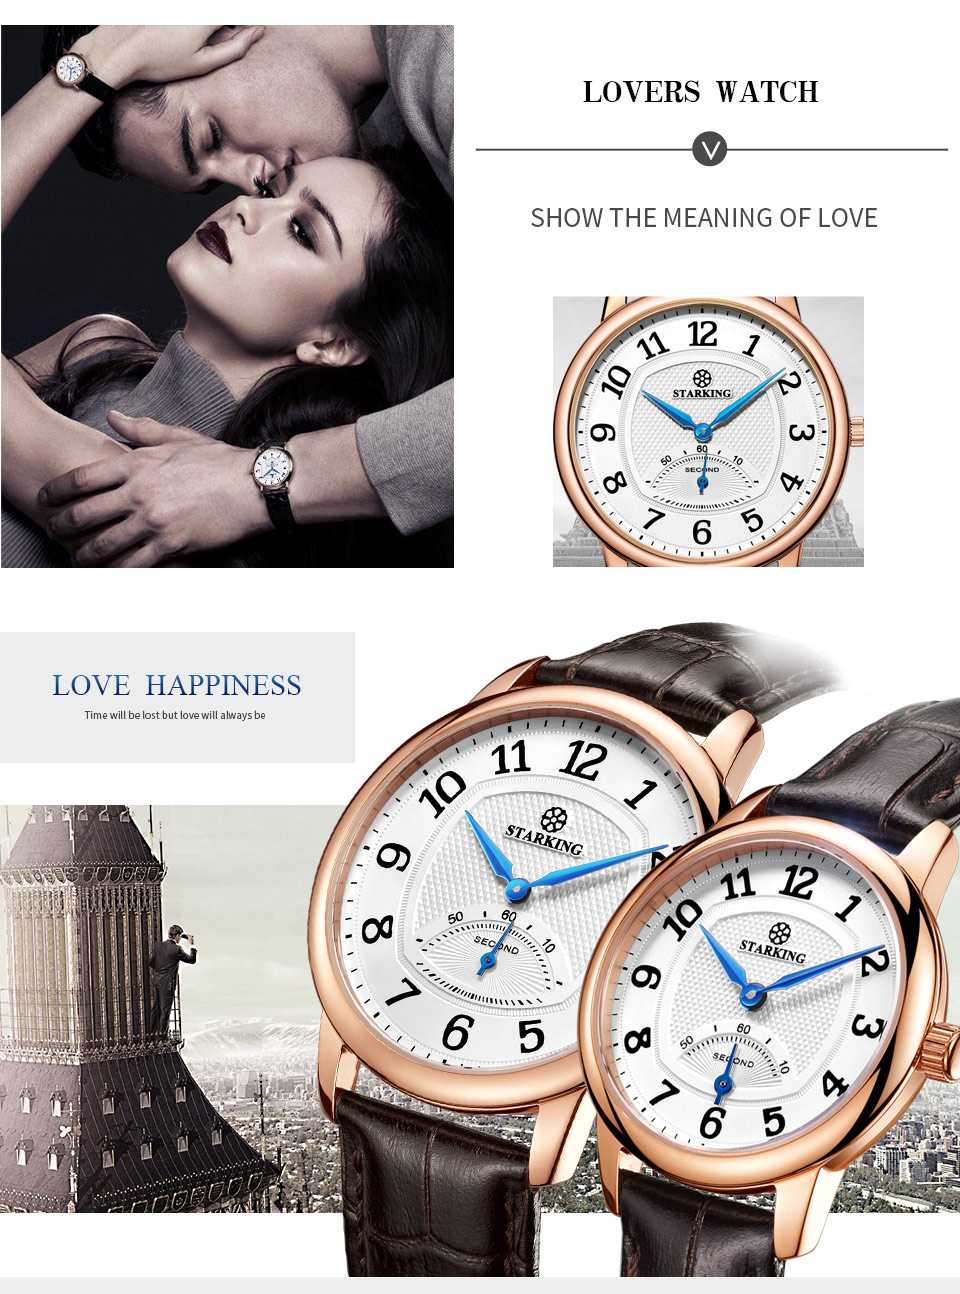 LOVERS WATCH
V
SHOW THE MEANING OF LOVE
12
11 1
10 2
STARKING
9 3
60
50 10
SECOND
8 4
7 5
6
LOVE HAPPINESS
Time will be lost but love will always be
11 12
10 1
STARKING
2
9
50 60 10
SECOND
8
7
6 5
11 12
10 1
STARKING
2
9
60
50 10
SECOND
3
8
7 4
6 5